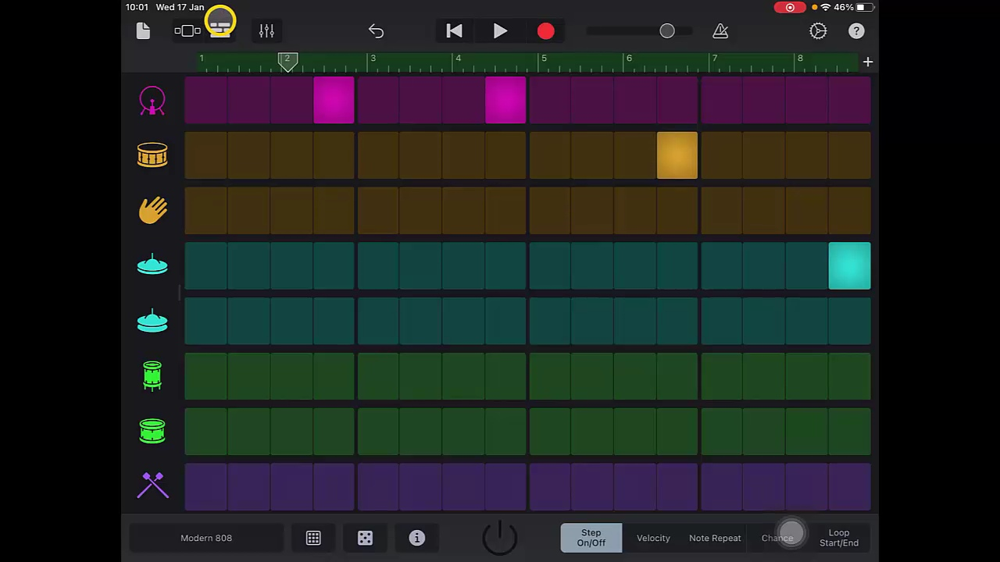 10:01 Wed 17 Jan 46%
?
1 2 3 4 5 6 7 8 +
Modern 808
Step On/Off
Velocity
Note Repeat
Chance
Loop Start/End